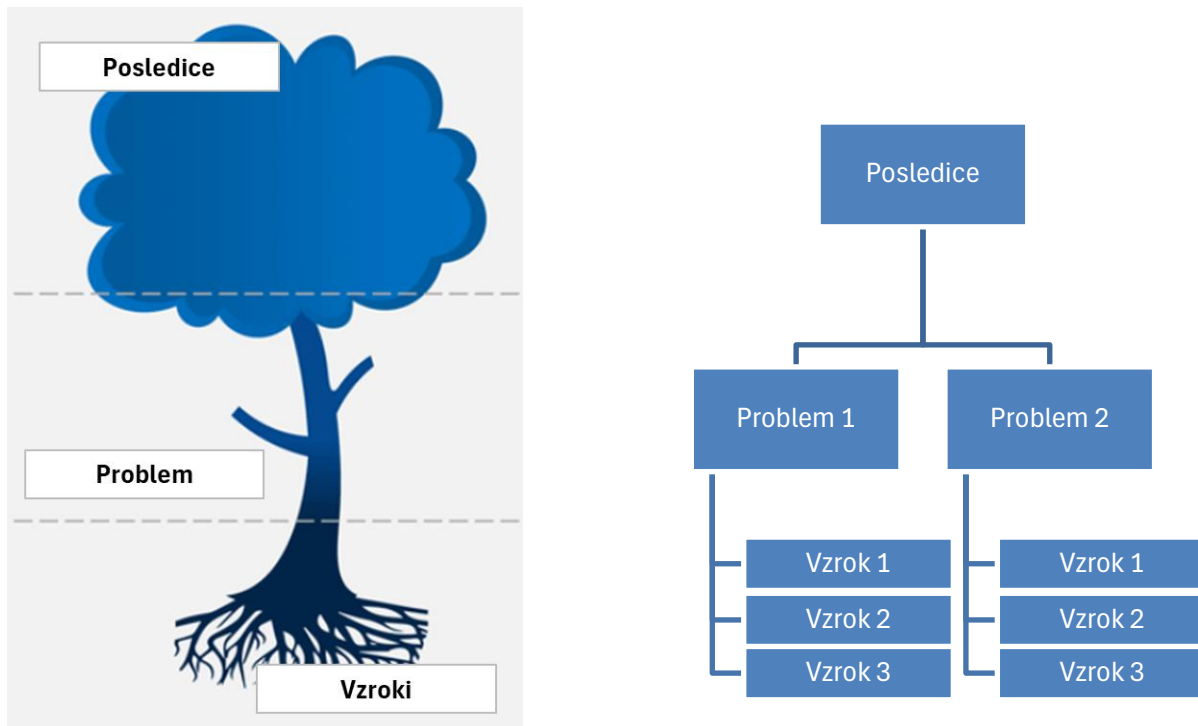 Posledice
Problem
Vzroki
Posledice
Problem 1
Problem 2
Vzrok 1
Vzrok 2
Vzrok 3
Vzrok 1
Vzrok 2
Vzrok 3